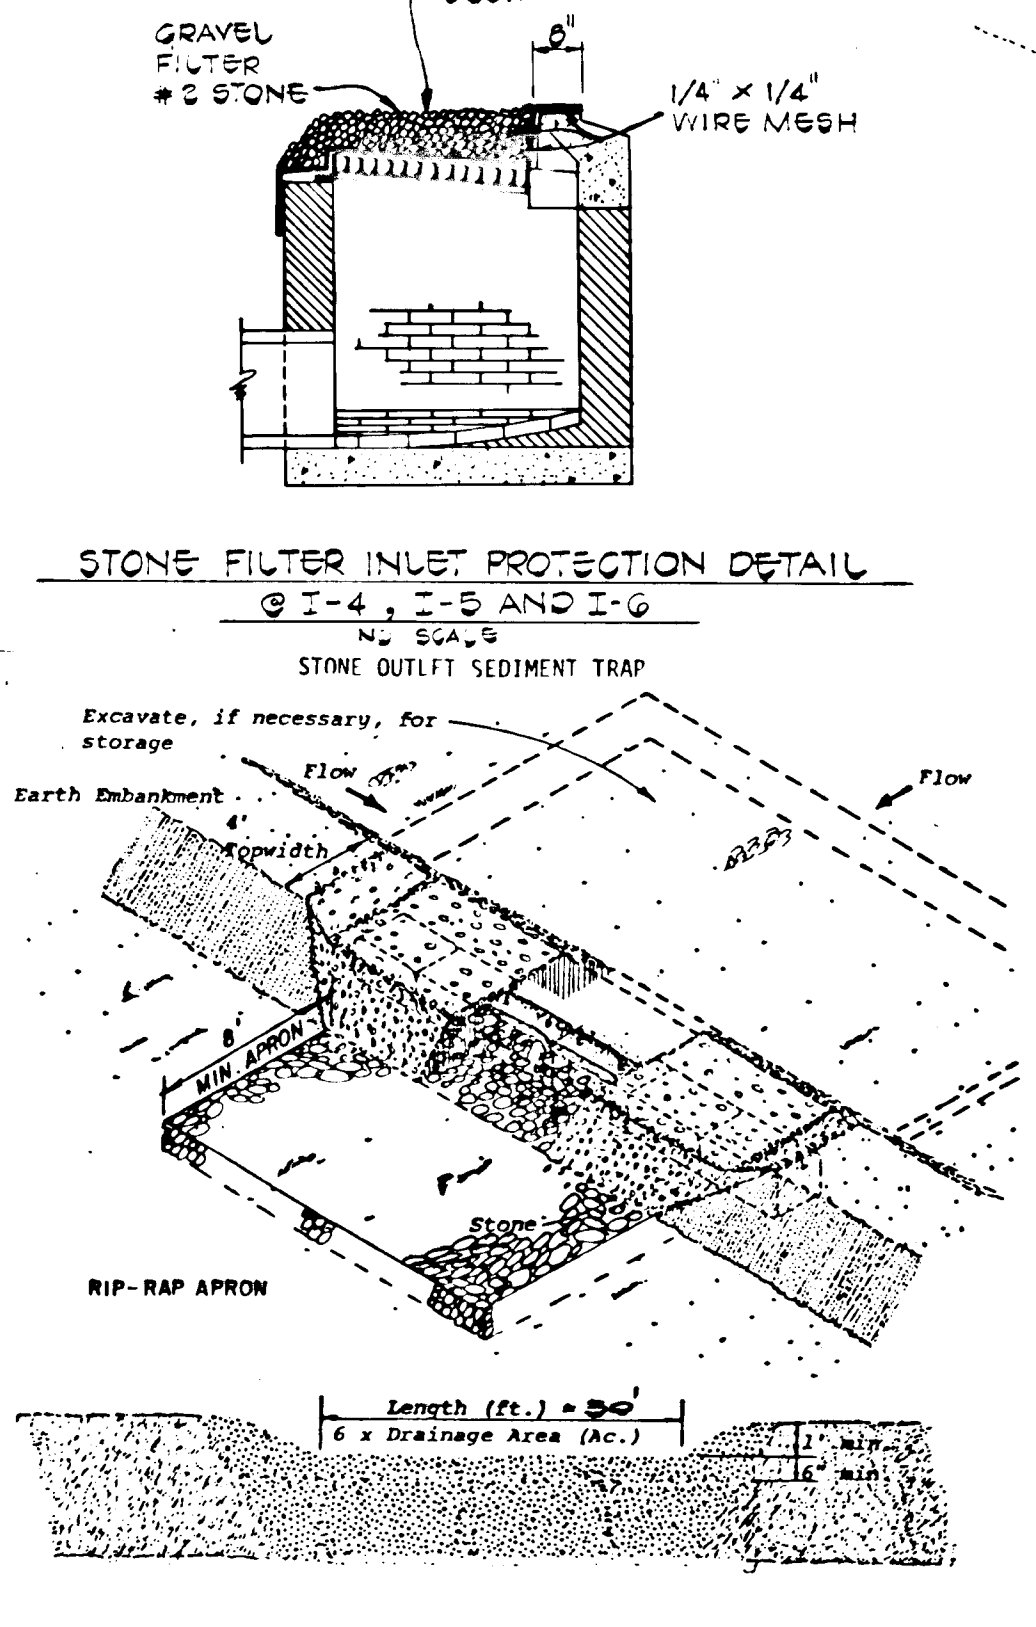 8"
GRAVEL
FILTER
# 2 STONE
1/4" x 1/4"
WIRE MESH
STONE FILTER INLET PROTECTION DETAIL
@ I-4, I-5 AND I-6
NO SCALE
STONE OUTLET SEDIMENT TRAP
Excavate, if necessary, for
storage
Flow
Flow
Earth Embankment
4'
Topwidth
8'
MIN APRON
Stone
RIP-RAP APRON
Length (ft.) = 50'
6 x Drainage Area (Ac.)
1' min.
6" min.